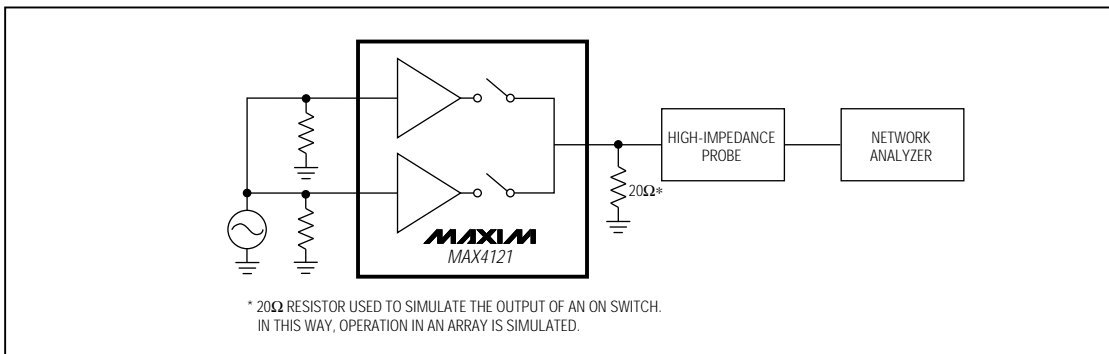 HIGH-IMPEDANCE
PROBE
NETWORK
ANALYZER
20Ω*
MAXIM
MAX4121
* 20Ω RESISTOR USED TO SIMULATE THE OUTPUT OF AN ON SWITCH.
IN THIS WAY, OPERATION IN AN ARRAY IS SIMULATED.